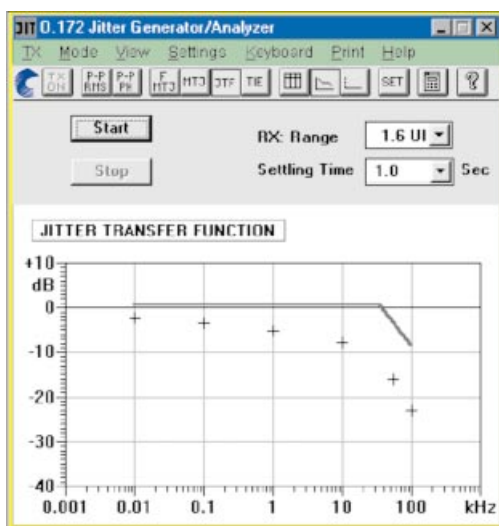 JIT 0.172 Jitter Generator/Analyzer
TX Mode View Settings Keyboard Print Help
TX ON P-P RMS P-P PK F MTJ MTJ JTF TIE SET ?
Start
RX: Range 1.6 UI
Stop
Settling Time 1.0 Sec
JITTER TRANSFER FUNCTION
+10
dB
0
-10
-20
-30
-40
0.001 0.01 0.1 1 10 100 kHz